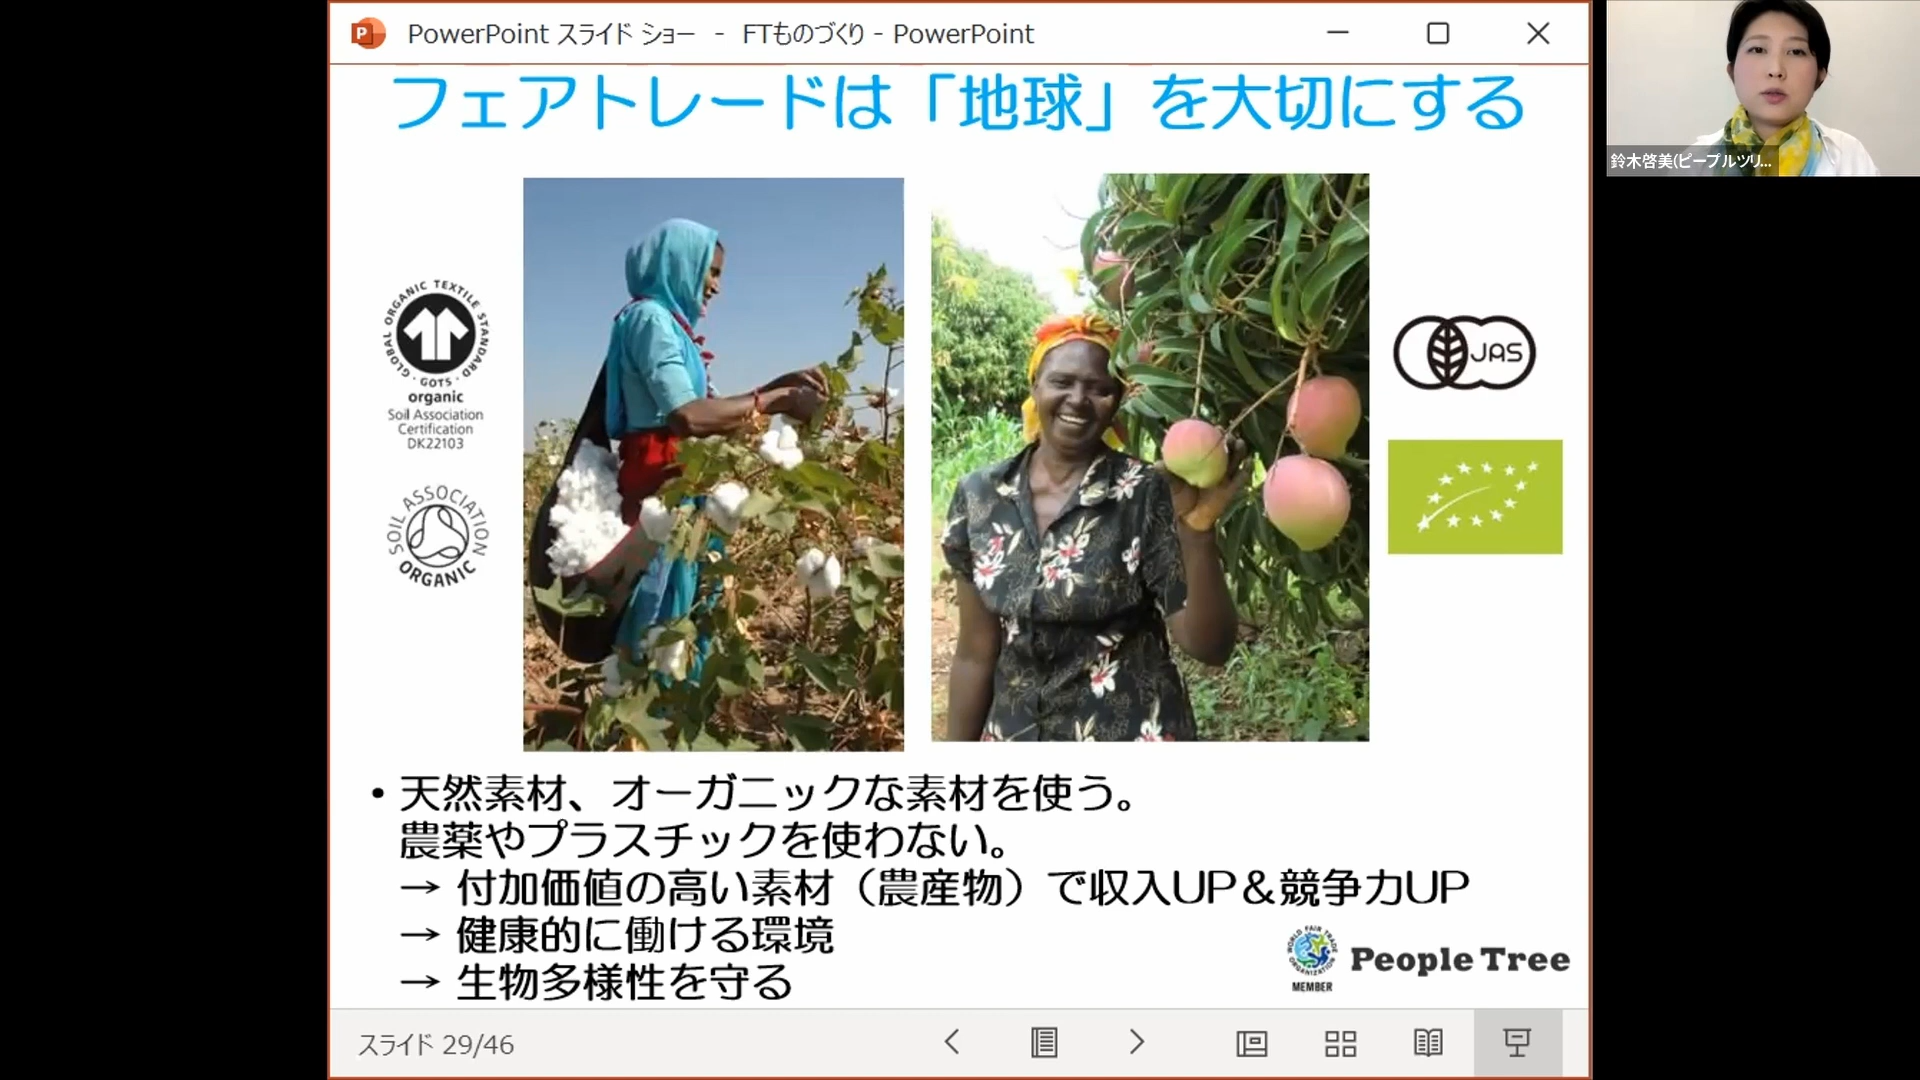 PowerPoint スライド ショー - FTものづくり - PowerPoint
フェアトレードは「地球」を大切にする
鈴木啓美(ピープルツリ...
GLOBAL ORGANIC TEXTILE STANDARD · GOTS ·
organic
Soil Association
Certification
DK22103
SOIL ASSOCIATION
ORGANIC
JAS
• 天然素材、オーガニックな素材を使う。
農薬やプラスチックを使わない。
→ 付加価値の高い素材（農産物）で収入UP＆競争力UP
→ 健康的に働ける環境
→ 生物多様性を守る
WORLD FAIR TRADE ORGANIZATION
MEMBER
People Tree
スライド 29/46